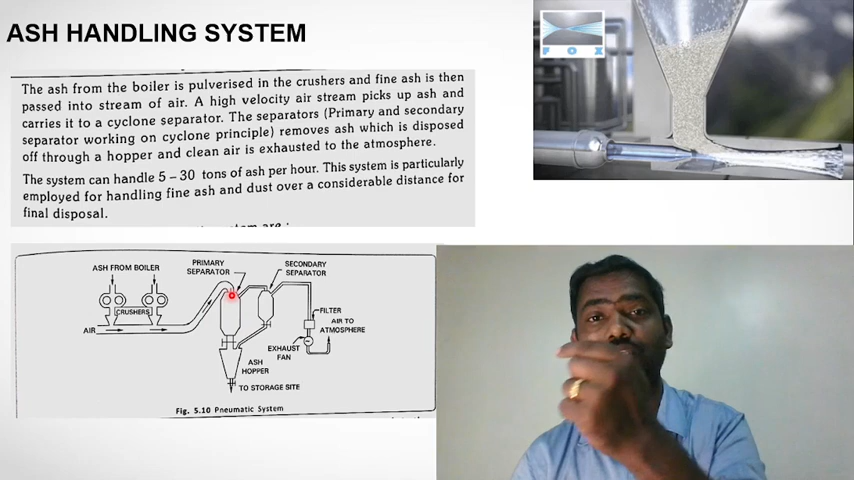 ASH HANDLING SYSTEM
The ash from the boiler is pulverised in the crushers and fine ash is then
passed into stream of air. A high velocity air stream picks up ash and
carries it to a cyclone separator. The separators (Primary and secondary
separator working on cyclone principle) removes ash which is disposed
off through a hopper and clean air is exhausted to the atmosphere.
The system can handle 5 – 30 tons of ash per hour. This system is particularly
employed for handling fine ash and dust over a considerable distance for
final disposal.
FOX
ASH FROM BOILER
PRIMARY
SEPARATOR
SECONDARY
SEPARATOR
CRUSHERS
AIR
FILTER
AIR TO
ATMOSPHERE
EXHAUST
FAN
ASH
HOPPER
TO STORAGE SITE
Fig. 5.10 Pneumatic System